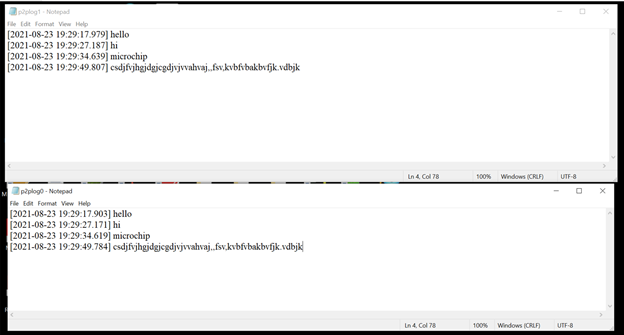 p2plog1 - Notepad
File Edit Format View Help
[2021-08-23 19:29:17.979] hello
[2021-08-23 19:29:27.187] hi
[2021-08-23 19:29:34.639] microchip
[2021-08-23 19:29:49.807] csdjfvjhgjdgjcgdjvjvvahvaj,,fsv,kvbfvbakbvfjk.vdbjk
Ln 4, Col 78 100% Windows (CRLF) UTF-8
p2plog0 - Notepad
File Edit Format View Help
[2021-08-23 19:29:17.903] hello
[2021-08-23 19:29:27.171] hi
[2021-08-23 19:29:34.619] microchip
[2021-08-23 19:29:49.784] csdjfvjhgjdgjcgdjvjvvahvaj,,fsv,kvbfvbakbvfjk.vdbjk
Ln 4, Col 78 100% Windows (CRLF) UTF-8